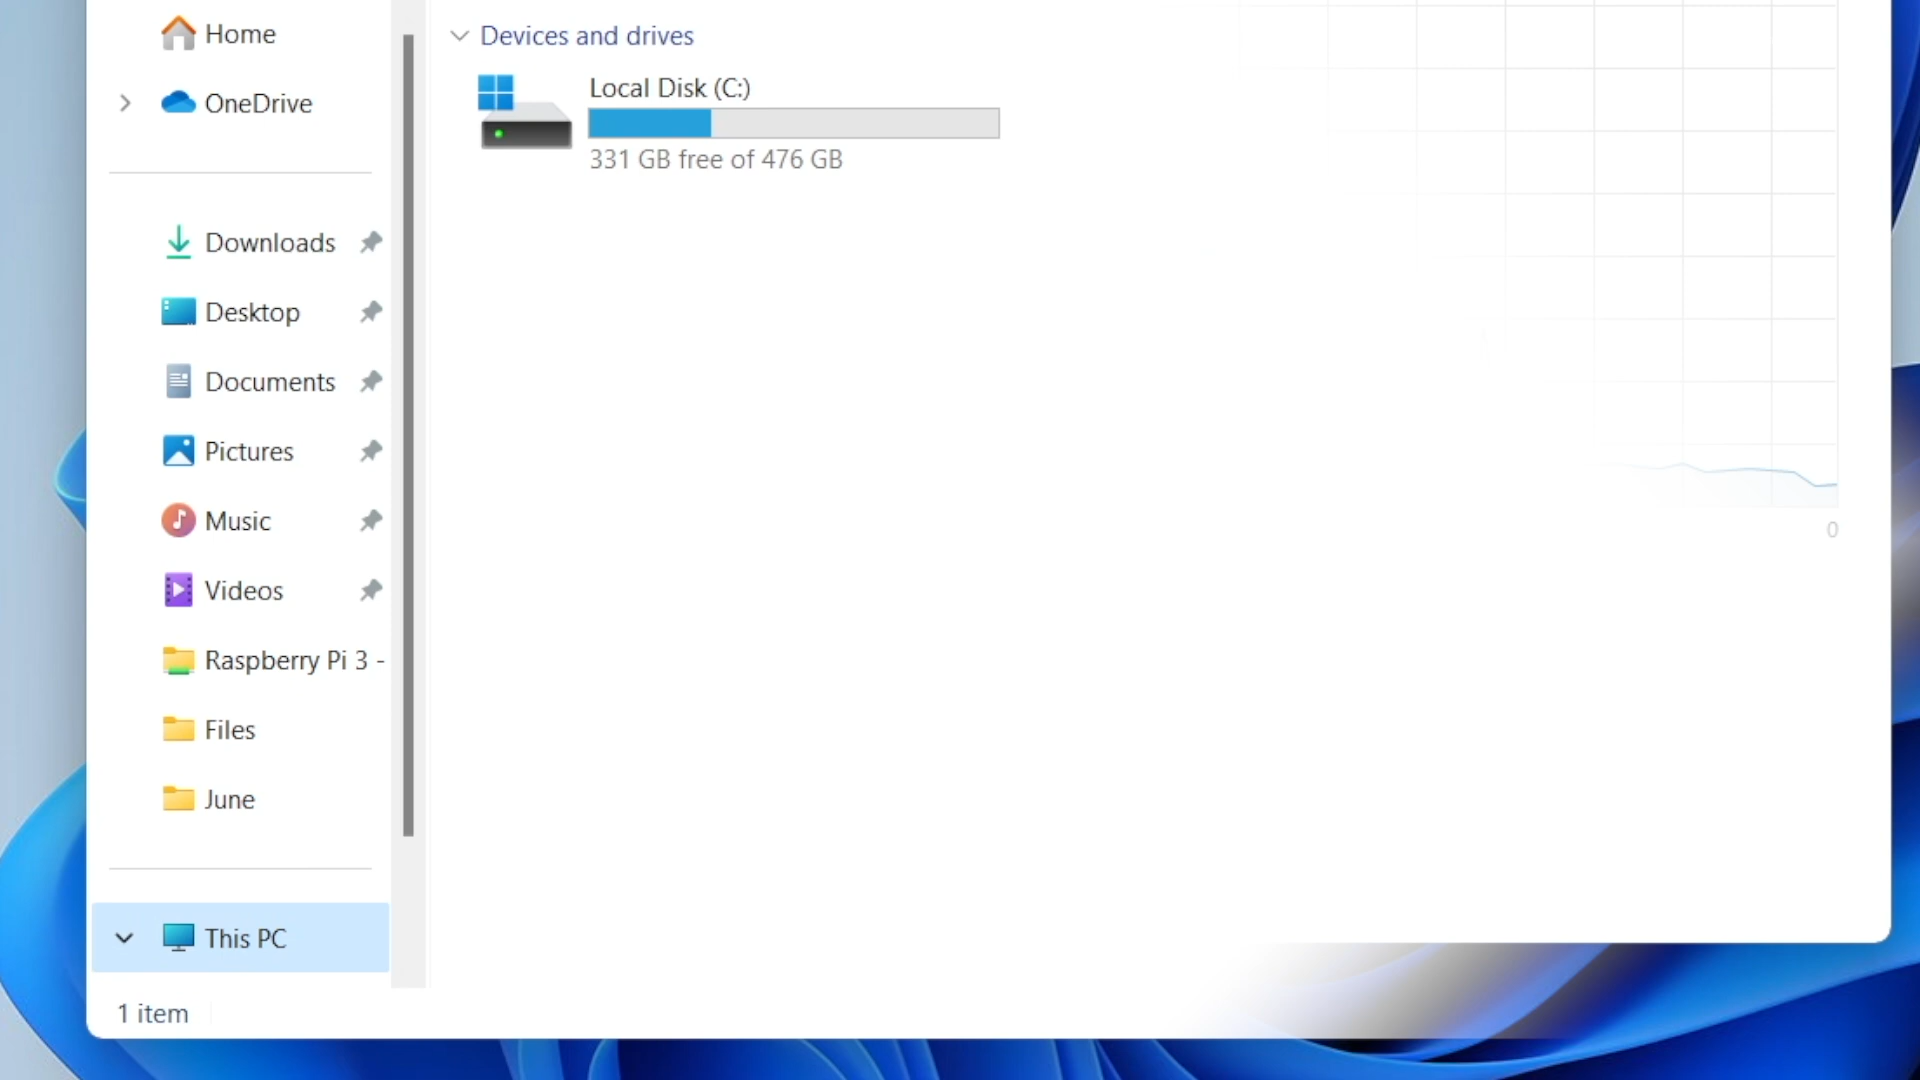 Home
OneDrive
Downloads
Desktop
Documents
Pictures
Music
Videos
Raspberry Pi 3 -
Files
June
This PC
1 item
Devices and drives
Local Disk (C:)
331 GB free of 476 GB
0